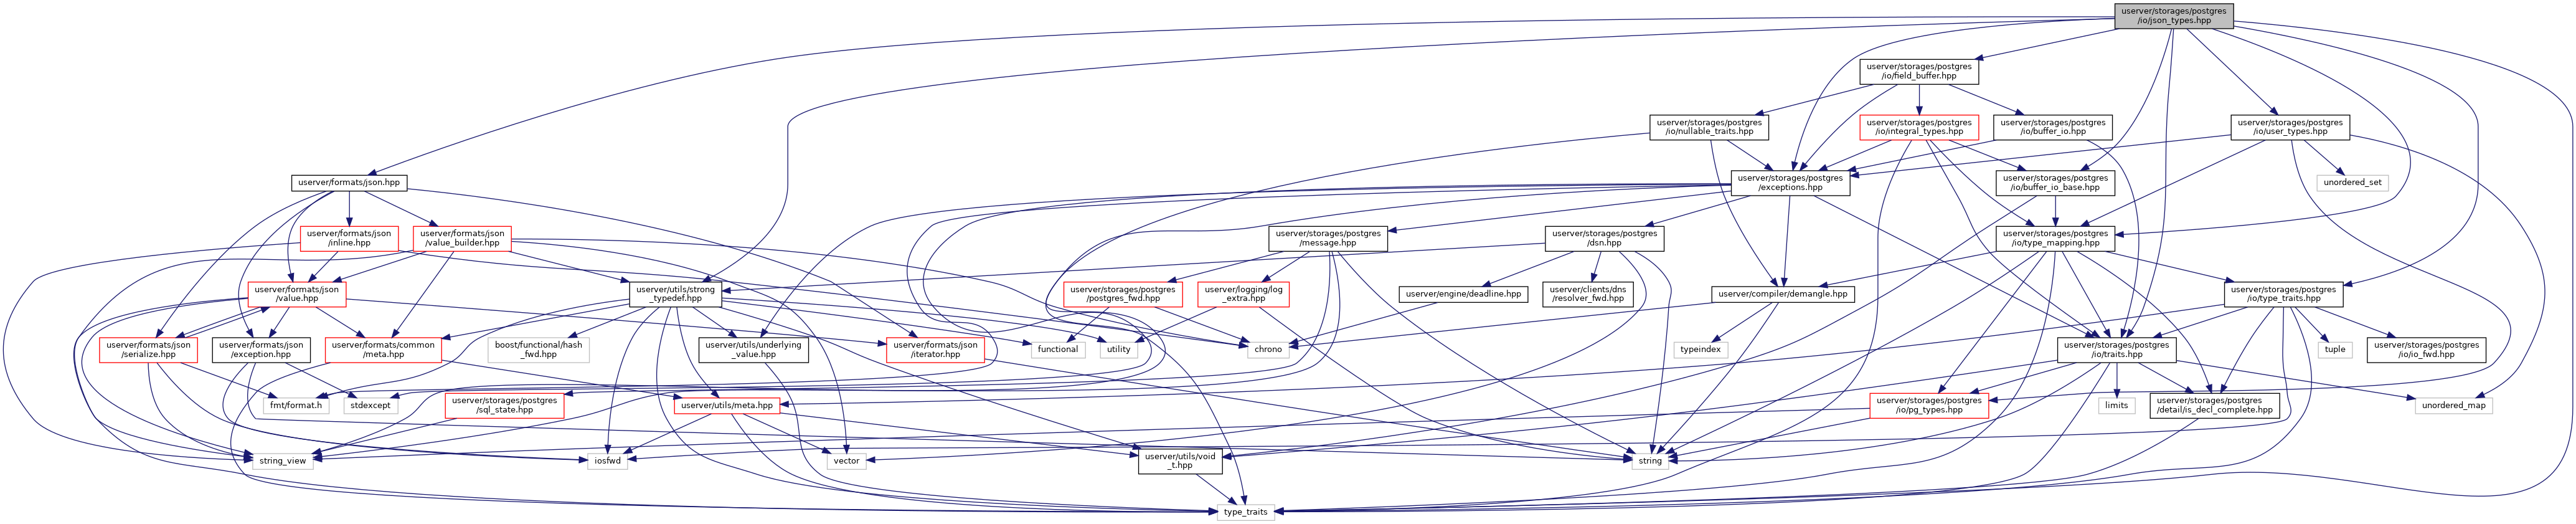 userver/storages/postgres
/io/json_types.hpp
userver/storages/postgres
/io/field_buffer.hpp
userver/storages/postgres
/io/nullable_traits.hpp
userver/storages/postgres
/io/integral_types.hpp
userver/storages/postgres
/io/buffer_io.hpp
userver/storages/postgres
/io/user_types.hpp
userver/formats/json.hpp
userver/storages/postgres
/exceptions.hpp
userver/storages/postgres
/io/buffer_io_base.hpp
unordered_set
userver/formats/json
/inline.hpp
userver/formats/json
/value_builder.hpp
userver/storages/postgres
/message.hpp
userver/storages/postgres
/dsn.hpp
userver/storages/postgres
/io/type_mapping.hpp
userver/formats/json
/value.hpp
userver/utils/strong
_typedef.hpp
userver/storages/postgres
/postgres_fwd.hpp
userver/logging/log
_extra.hpp
userver/engine/deadline.hpp
userver/clients/dns
/resolver_fwd.hpp
userver/compiler/demangle.hpp
userver/storages/postgres
/io/type_traits.hpp
userver/formats/json
/serialize.hpp
userver/formats/json
/exception.hpp
userver/formats/common
/meta.hpp
boost/functional/hash
_fwd.hpp
userver/utils/underlying
_value.hpp
userver/formats/json
/iterator.hpp
functional
utility
chrono
typeindex
userver/storages/postgres
/io/traits.hpp
tuple
userver/storages/postgres
/io/io_fwd.hpp
fmt/format.h
stdexcept
userver/storages/postgres
/sql_state.hpp
userver/utils/meta.hpp
userver/storages/postgres
/io/pg_types.hpp
limits
userver/storages/postgres
/detail/is_decl_complete.hpp
unordered_map
string_view
iosfwd
vector
userver/utils/void
_t.hpp
string
type_traits